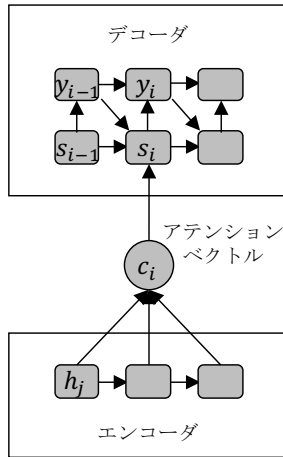 デコーダ
y_{i-1} y_i
s_{i-1} s_i
アテンション
ベクトル
c_i
h_j
エンコーダ